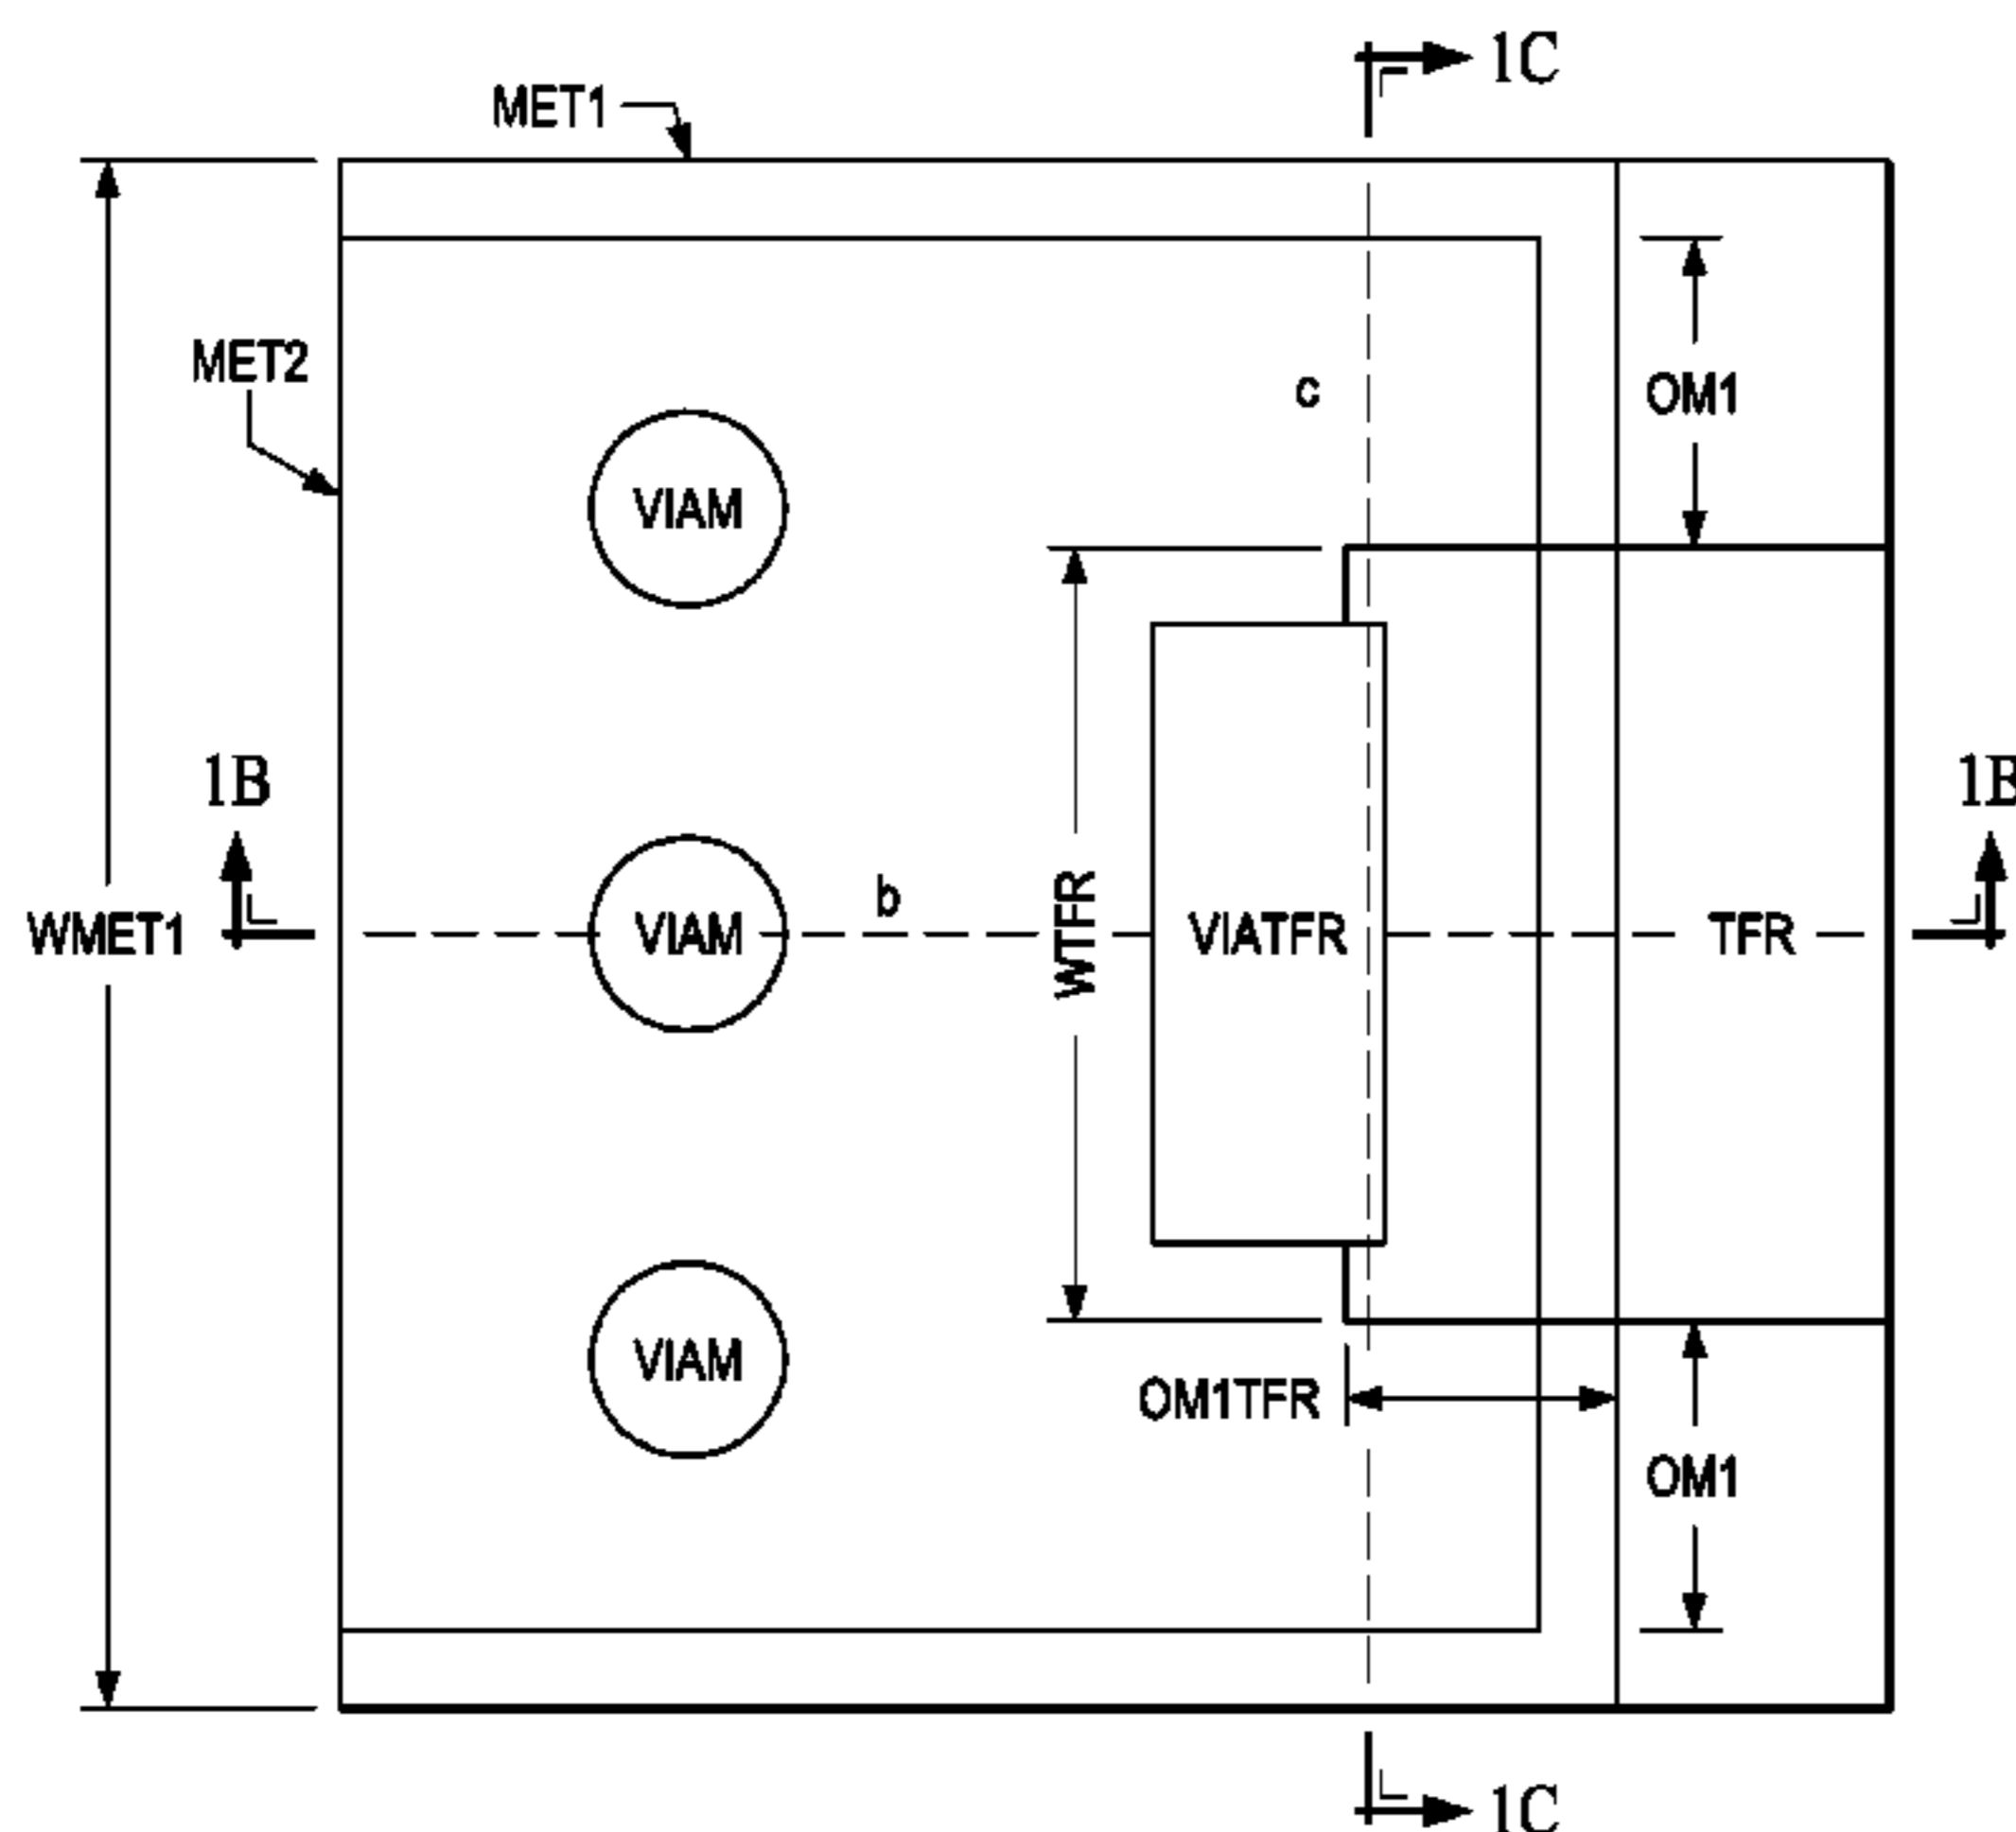 1C
MET1
MET2
c
OM1
VIAM
1B
1B
b
WMET1
VIAM
WTFR
VIATFR
TFR
VIAM
OM1TFR
OM1
1C